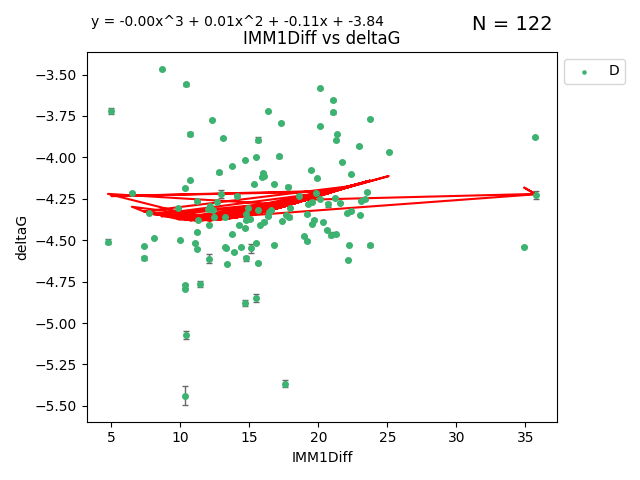 y = -0.00x^3 + 0.01x^2 + -0.11x + -3.84
N = 122
IMM1Diff vs deltaG
D
−3.50
−3.75
−4.00
−4.25
−4.50
−4.75
−5.00
−5.25
−5.50
deltaG
5 10 15 20 25 30 35
IMM1Diff